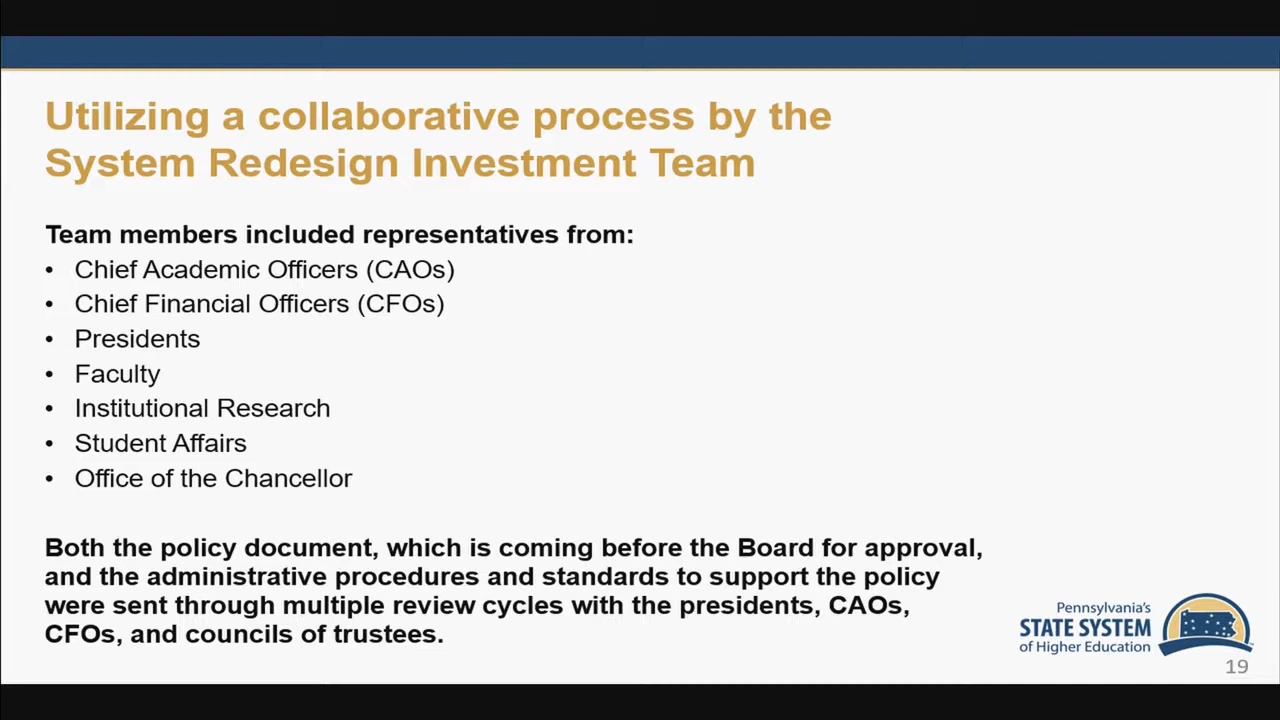 Utilizing a collaborative process by the
System Redesign Investment Team
Team members included representatives from:
• Chief Academic Officers (CAOs)
• Chief Financial Officers (CFOs)
• Presidents
• Faculty
• Institutional Research
• Student Affairs
• Office of the Chancellor
Both the policy document, which is coming before the Board for approval,
and the administrative procedures and standards to support the policy
were sent through multiple review cycles with the presidents, CAOs,
CFOs, and councils of trustees.
Pennsylvania's
STATE SYSTEM
of Higher Education
19